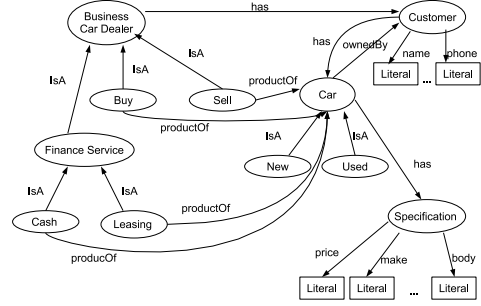 Business
Car Dealer
has
Customer
has
ownedBy
name
phone
Literal
...
Literal
IsA
IsA
IsA
productOf
Buy
Sell
Car
productOf
Finance Service
IsA
IsA
New
Used
has
IsA
IsA
productOf
Cash
Leasing
Specification
producOf
price
make
body
Literal
Literal
...
Literal